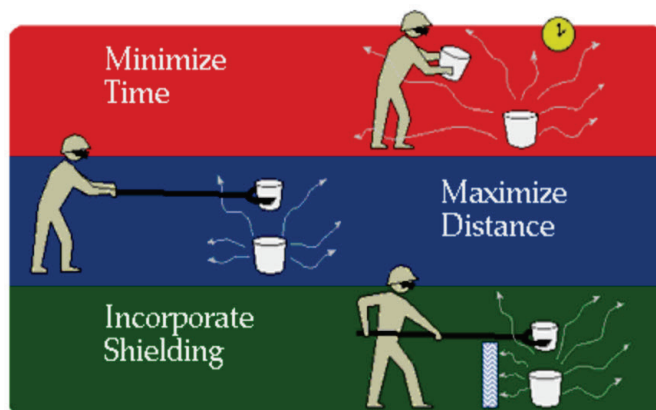 Minimize
Time
Maximize
Distance
Incorporate
Shielding